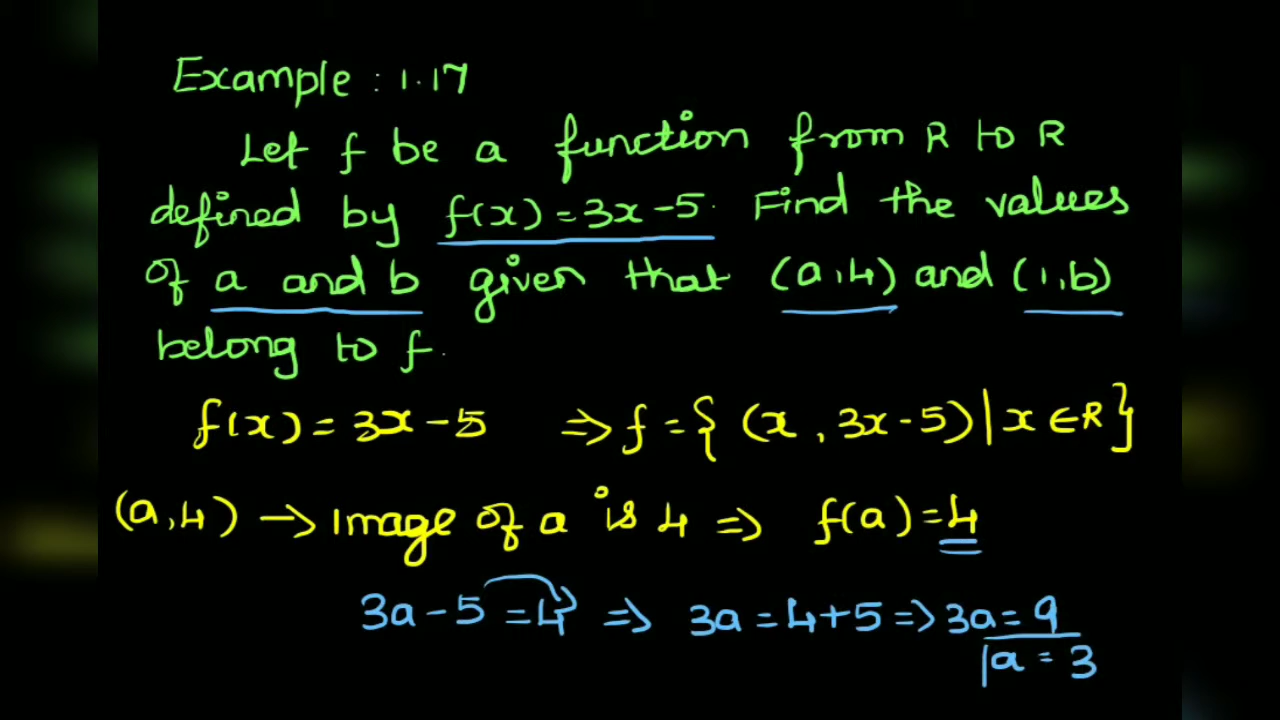 Example : 1.17
Let f be a function from R to R
defined by f(x) = 3x - 5. Find the values
of a and b given that (a, 4) and (1, b)
belong to f.
f(x) = 3x - 5 ⇒ f = { (x, 3x - 5) | x ∈ R }
(a, 4) → Image of a is 4 ⇒ f(a) = 4
3a - 5 = 4 ⇒ 3a = 4 + 5 ⇒ 3a = 9
a = 3